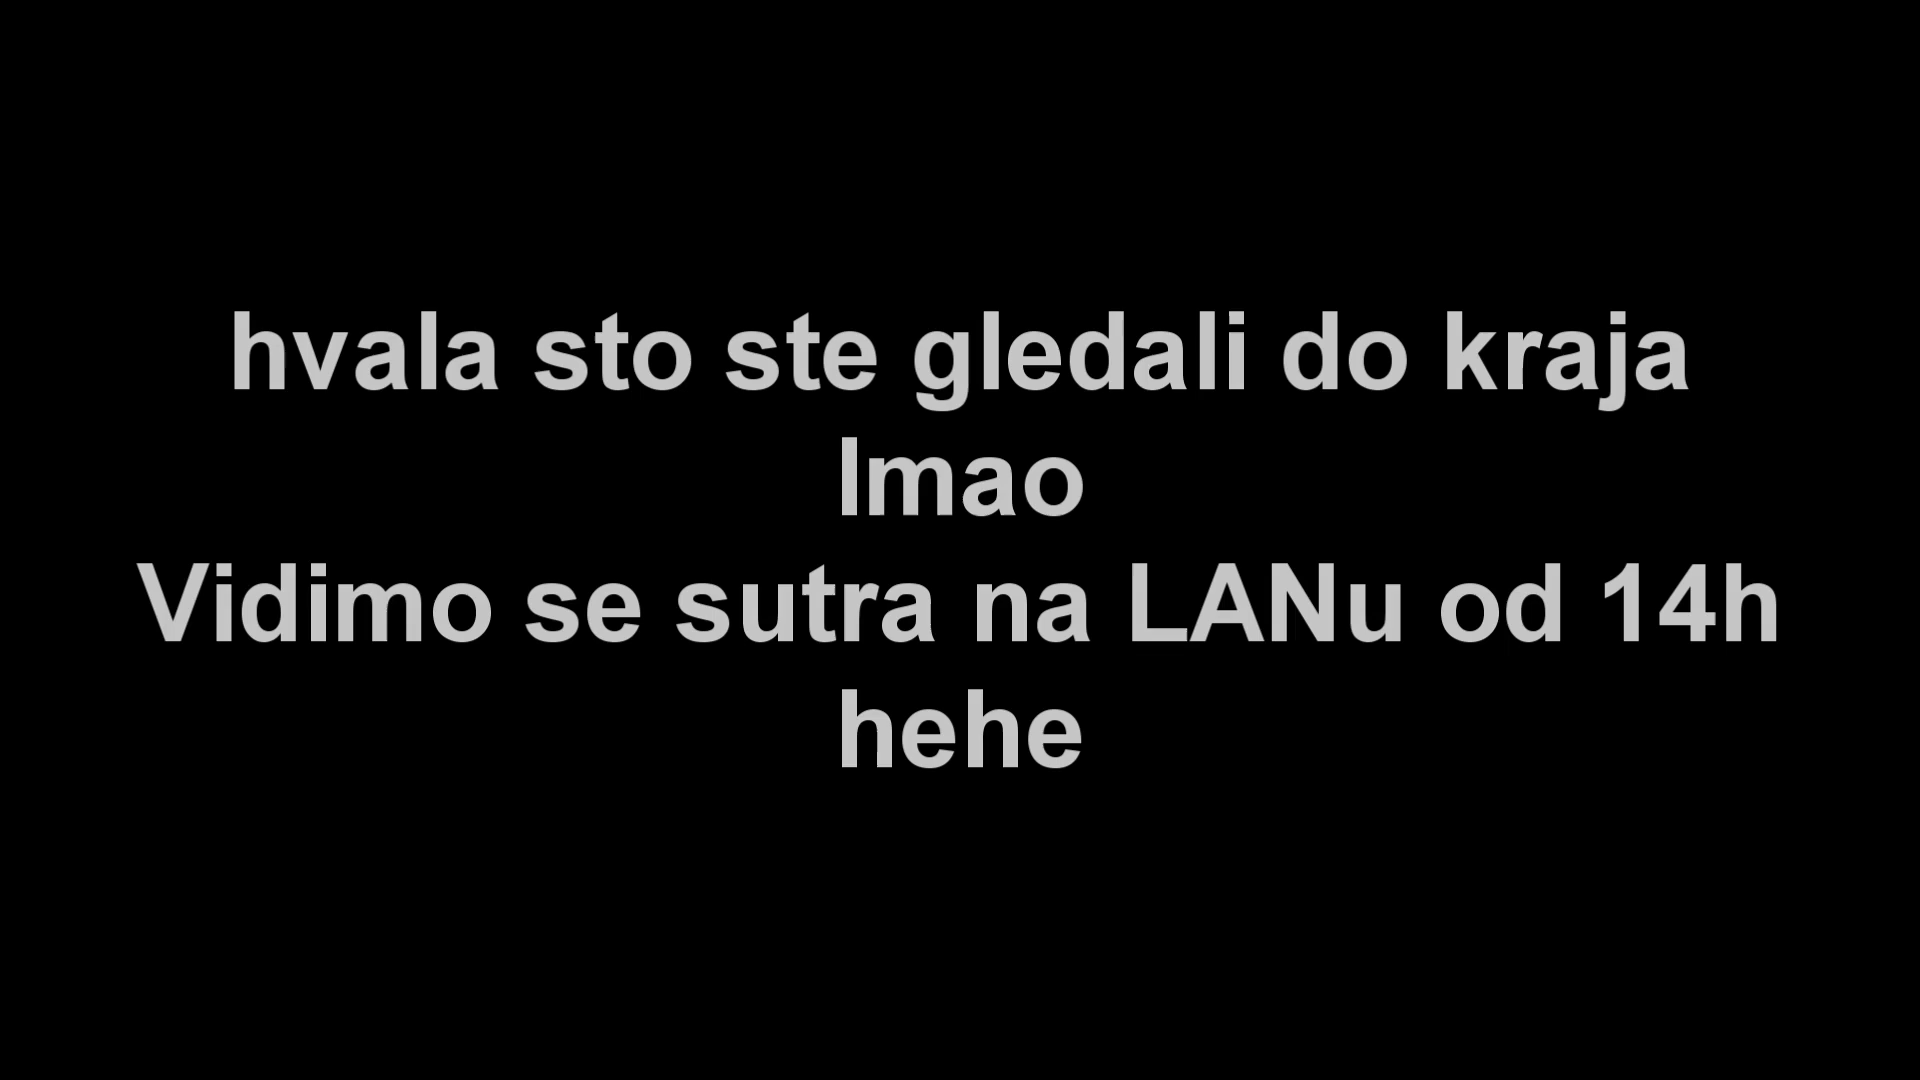 hvala sto ste gledali do kraja
lmao
Vidimo se sutra na LANu od 14h
hehe